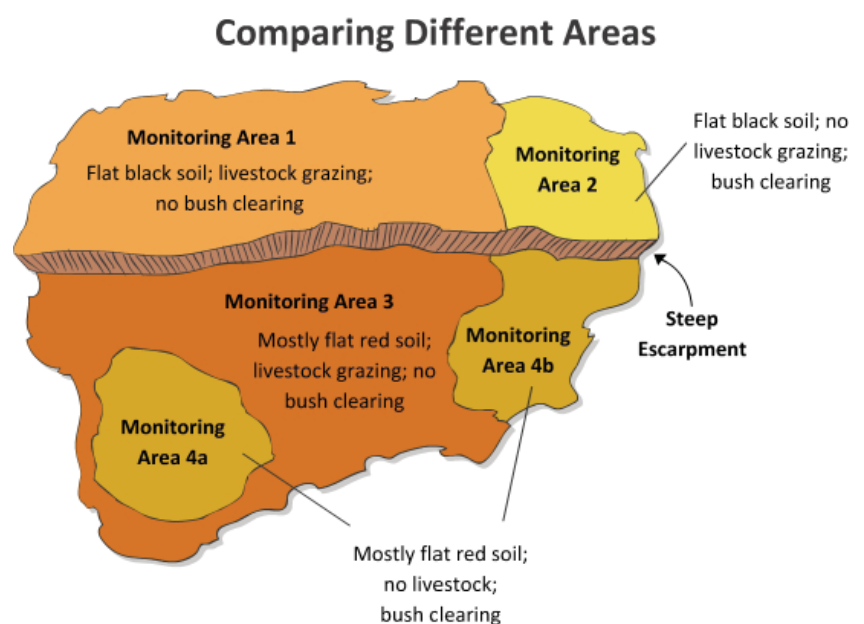 Comparing Different Areas
Monitoring Area 1
Flat black soil; livestock grazing;
no bush clearing
Monitoring
Area 2
Flat black soil; no
livestock grazing;
bush clearing
Monitoring Area 3
Mostly flat red soil;
livestock grazing; no
bush clearing
Monitoring
Area 4b
Steep
Escarpment
Monitoring
Area 4a
Mostly flat red soil;
no livestock;
bush clearing